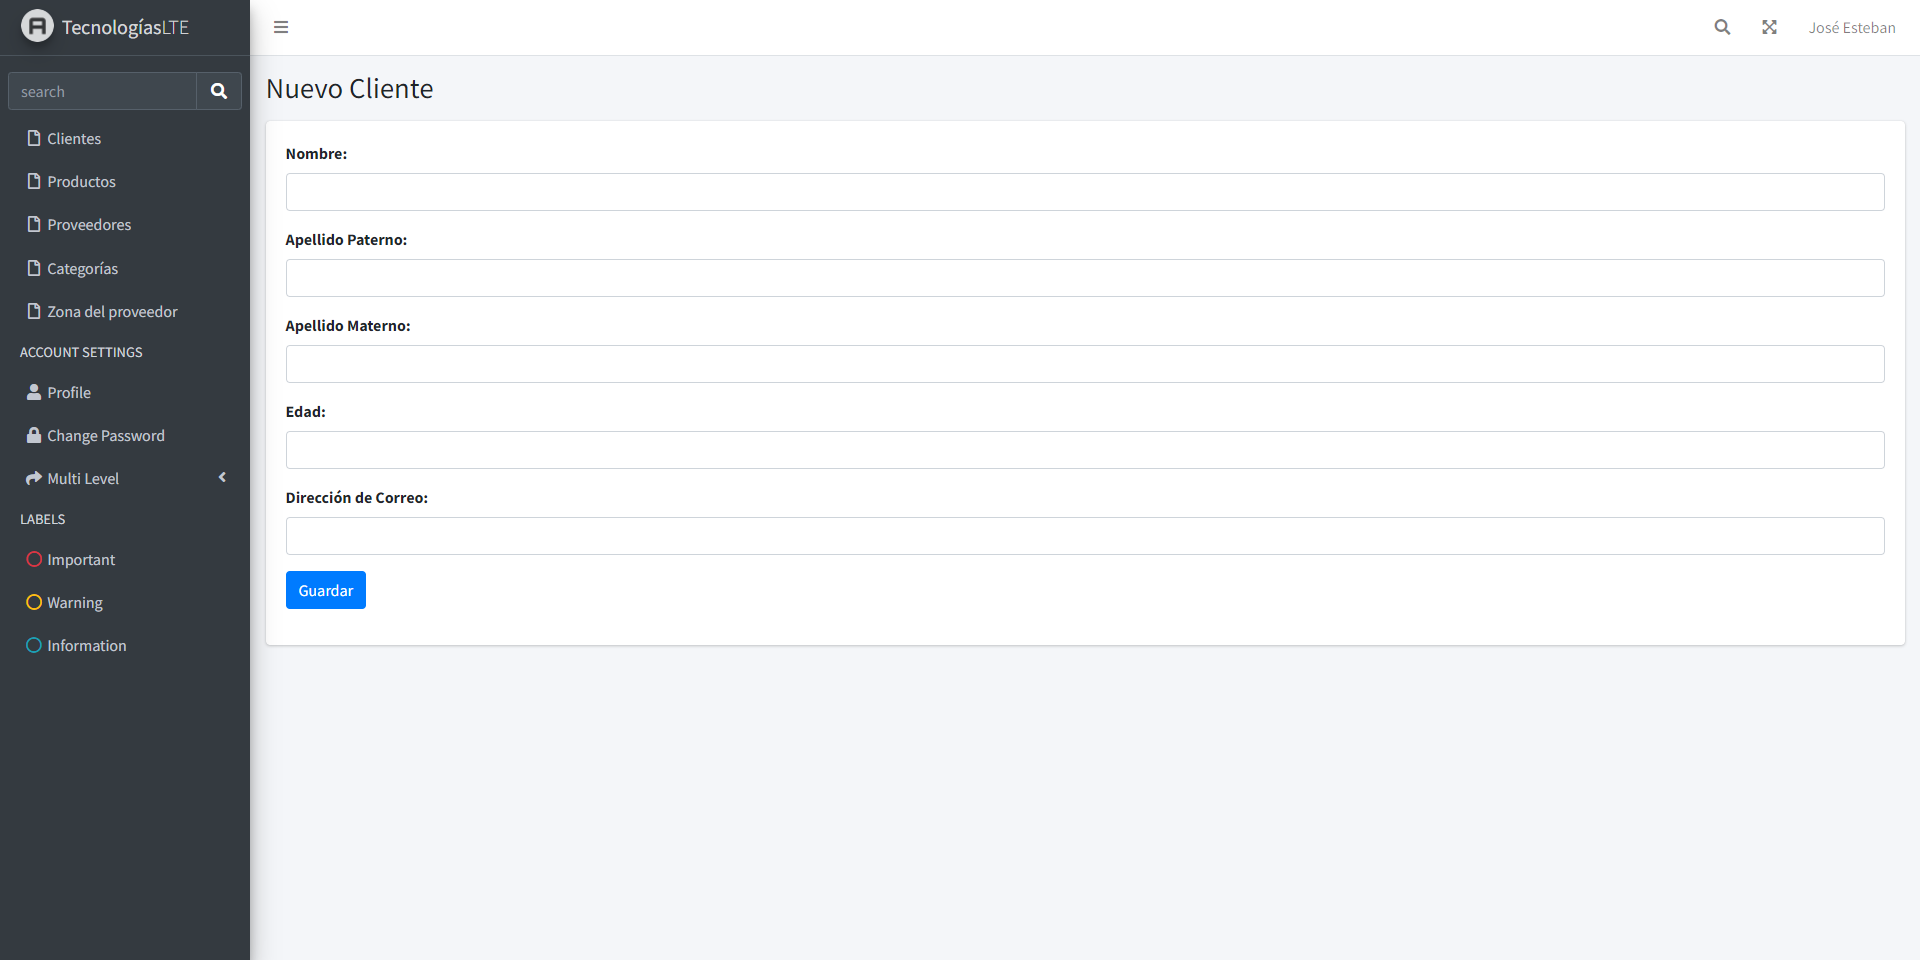 TecnologíasLTE
search
Clientes
Productos
Proveedores
Categorías
Zona del proveedor
ACCOUNT SETTINGS
Profile
Change Password
Multi Level
LABELS
Important
Warning
Information
José Esteban
Nuevo Cliente
Nombre:
Apellido Paterno:
Apellido Materno:
Edad:
Dirección de Correo:
Guardar